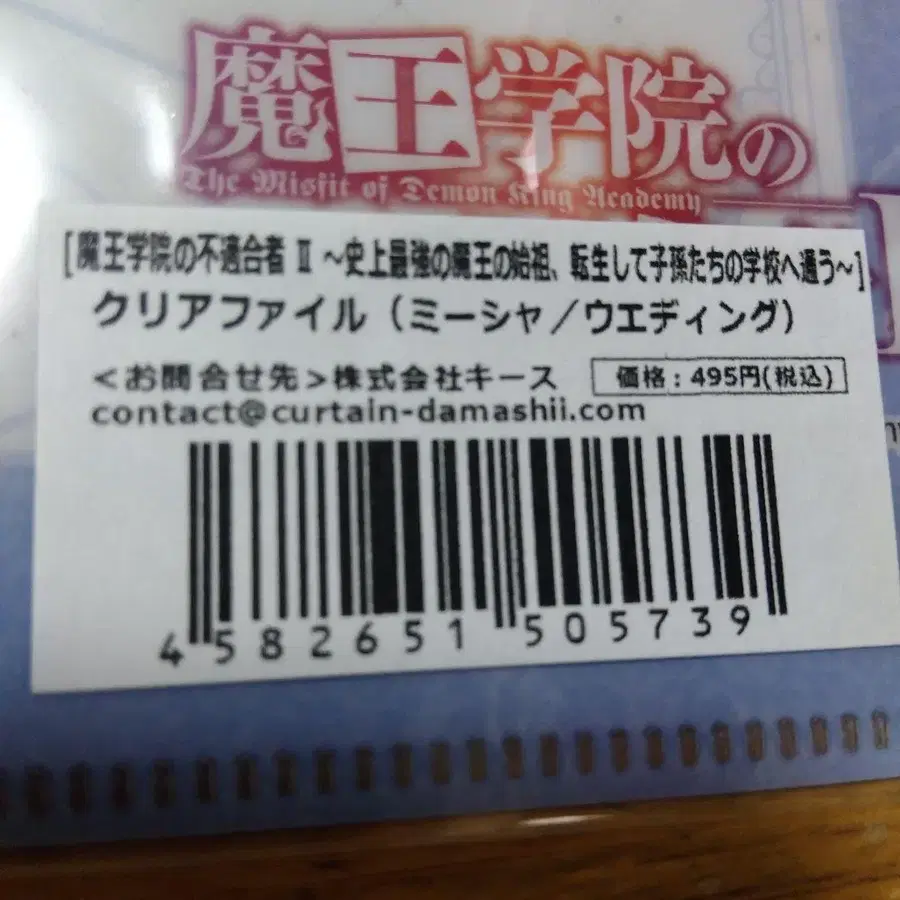 魔王学院の
The Misfit of Demon King Academy
[魔王学院の不適合者 Ⅱ ～史上最強の魔王の始祖、転生して子孫たちの学校へ通う～]
クリアファイル（ミーシャ／ウエディング）
＜お問合せ先＞株式会社キース
価格：495円(税込)
contact@curtain-damashii.com
4582651505739